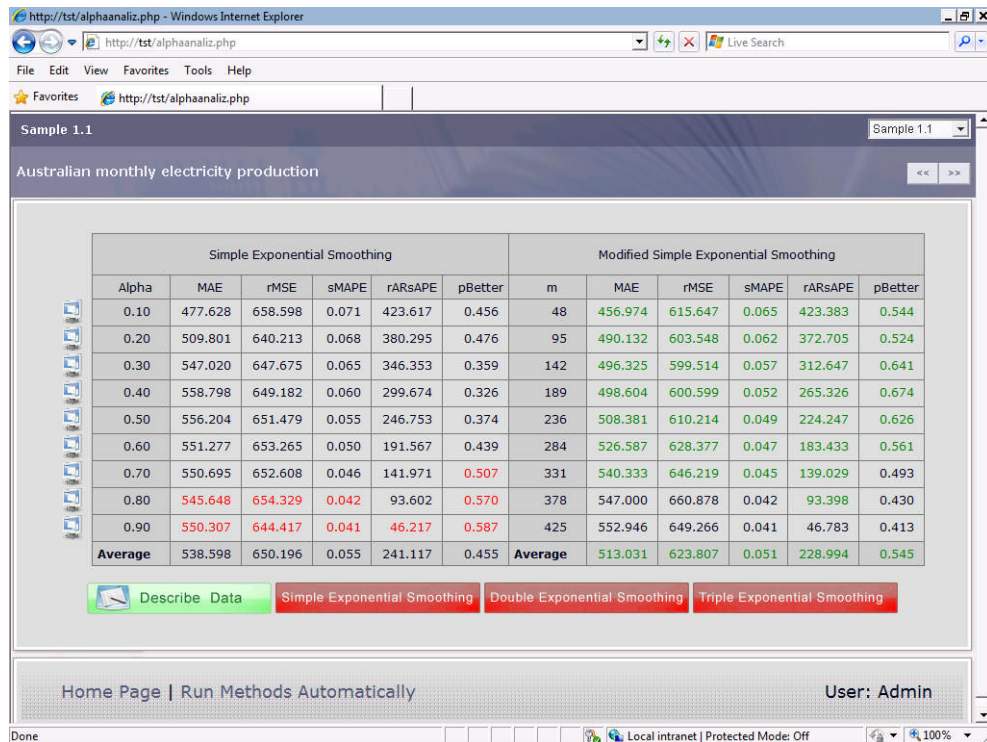 http://tst/alphaanaliz.php - Windows Internet Explorer
http://tst/alphaanaliz.php Live Search
File Edit View Favorites Tools Help
Favorites http://tst/alphaanaliz.php
Sample 1.1 Sample 1.1
Australian monthly electricity production << >>
Simple Exponential Smoothing Modified Simple Exponential Smoothing
Alpha MAE rMSE sMAPE rARsAPE pBetter m MAE rMSE sMAPE rARsAPE pBetter
0.10 477.628 658.598 0.071 423.617 0.456 48 456.974 615.647 0.065 423.383 0.544
0.20 509.801 640.213 0.068 380.295 0.476 95 490.132 603.548 0.062 372.705 0.524
0.30 547.020 647.675 0.065 346.353 0.359 142 496.325 599.514 0.057 312.647 0.641
0.40 558.798 649.182 0.060 299.674 0.326 189 498.604 600.599 0.052 265.326 0.674
0.50 556.204 651.479 0.055 246.753 0.374 236 508.381 610.214 0.049 224.247 0.626
0.60 551.277 653.265 0.050 191.567 0.439 284 526.587 628.377 0.047 183.433 0.561
0.70 550.695 652.608 0.046 141.971 0.507 331 540.333 646.219 0.045 139.029 0.493
0.80 545.648 654.329 0.042 93.602 0.570 378 547.000 660.878 0.042 93.398 0.430
0.90 550.307 644.417 0.041 46.217 0.587 425 552.946 649.266 0.041 46.783 0.413
Average 538.598 650.196 0.055 241.117 0.455 Average 513.031 623.807 0.051 228.994 0.545
Describe Data Simple Exponential Smoothing Double Exponential Smoothing Triple Exponential Smoothing
Home Page | Run Methods Automatically User: Admin
Done Local intranet | Protected Mode: Off 100%